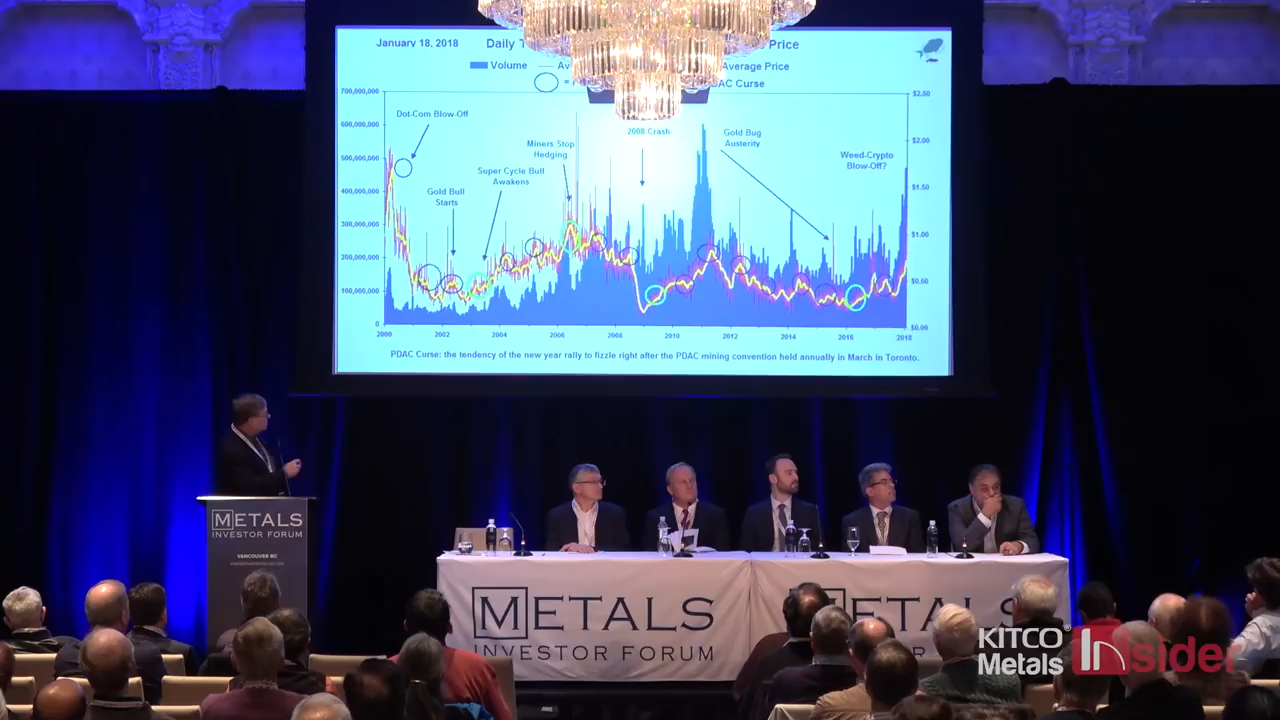 January 18, 2018
Daily T
Price
Volume
Av
Average Price
=
AC Curse
700,000,000
600,000,000
500,000,000
400,000,000
300,000,000
200,000,000
100,000,000
0
$2.50
$2.00
$1.50
$1.00
$0.50
$0.00
Dot-Com Blow-Off
Gold Bull
Starts
Super Cycle Bull
Awakens
Miners Stop
Hedging
2008 Crash
Gold Bug
Austerity
Weed-Crypto
Blow-Off?
2000 2002 2004 2006 2008 2010 2012 2014 2016 2018
PDAC Curse: the tendency of the new year rally to fizzle right after the PDAC mining convention held annually in March in Toronto.
METALS
INVESTOR FORUM
VANCOUVER BC
METALS
INVESTOR FORUM
METALS
KITCO®
Metals
Insider